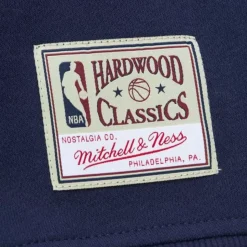 HARDWOOD
NBA
CLASSICS
NOSTALGIA CO.
Mitchell & Ness
PHILADELPHIA, PA.